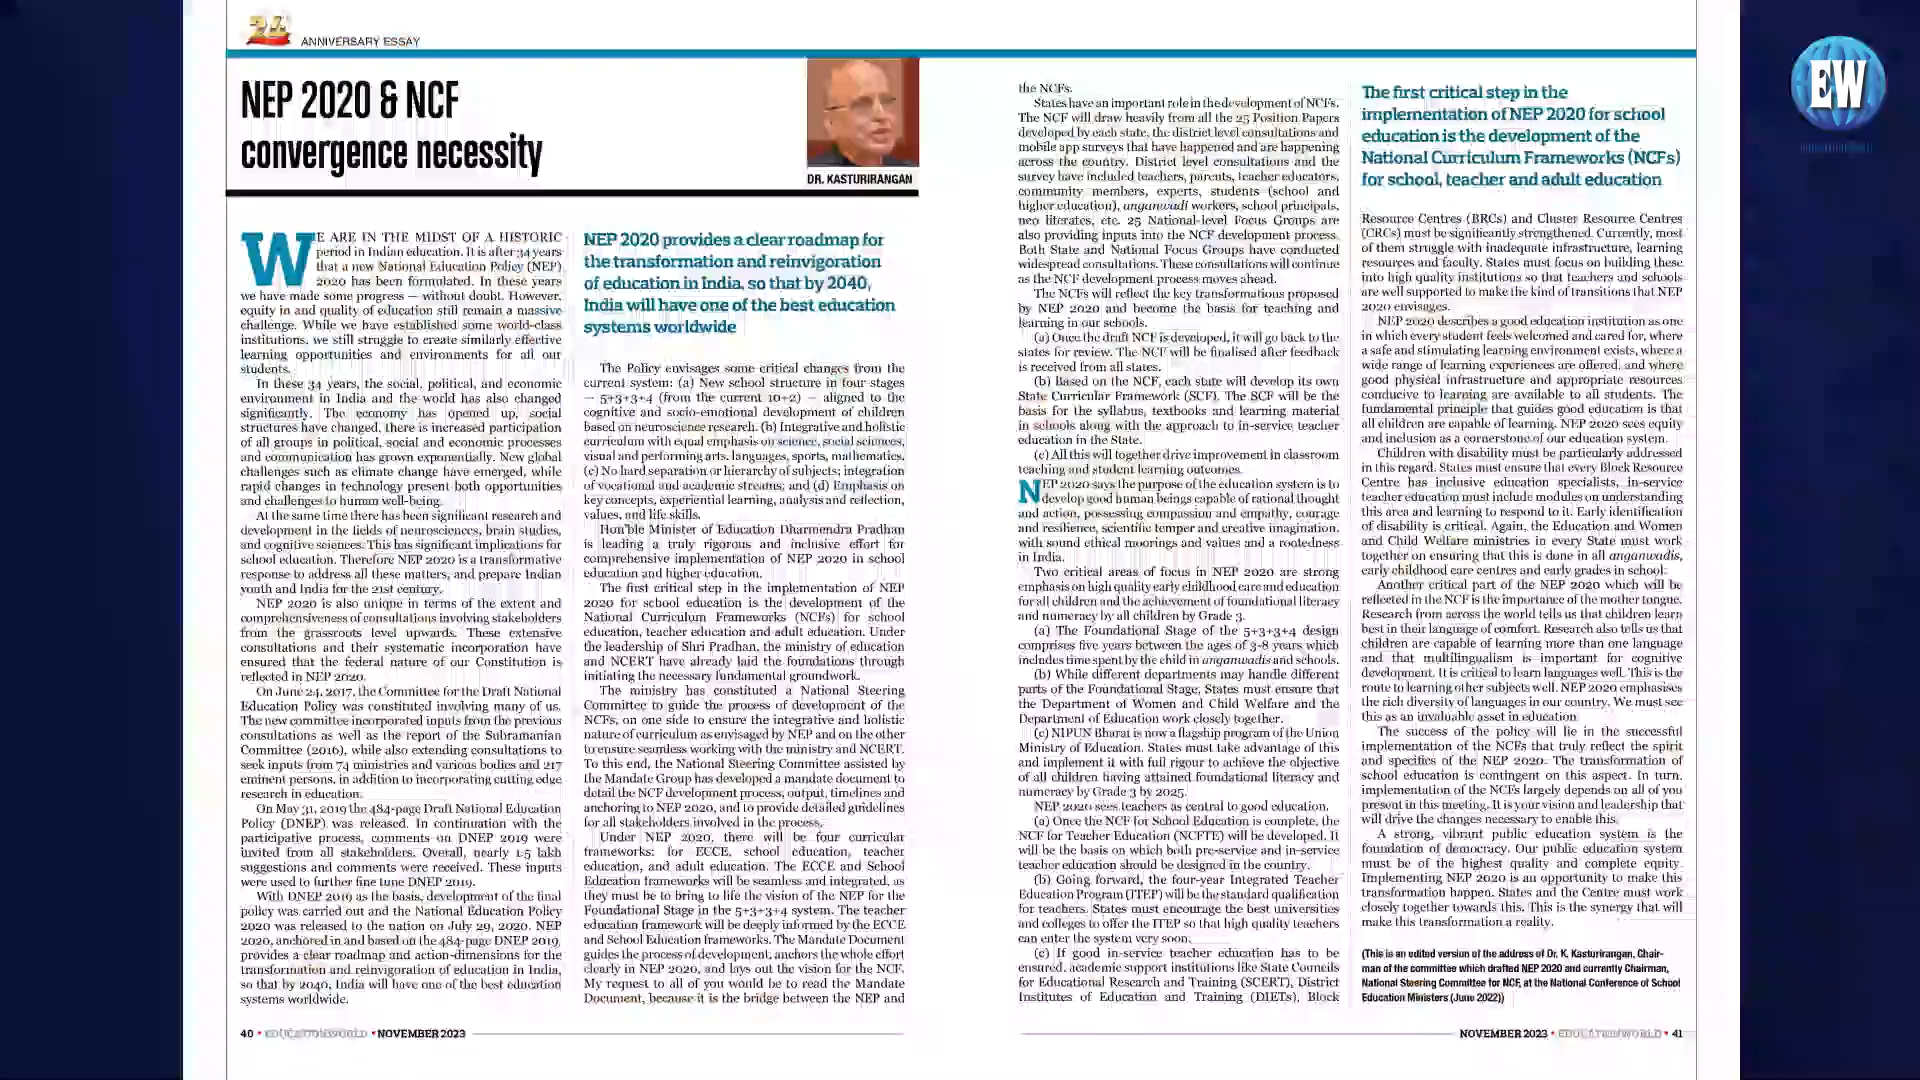 24
ANNIVERSARY ESSAY
NEP 2020 & NCF
convergence necessity
DR. KASTURIRANGAN
WE ARE IN THE MIDST OF A HISTORIC
period in Indian education. It is after 34 years
that a new National Education Policy (NEP)
2020 has been formulated. In these years
we have made some progress — without doubt. However,
equity in and quality of education still remain a massive
challenge. While we have established some world-class
institutions, we still struggle to create similarly effective
learning opportunities and environments for all our
students.
In these 34 years, the social, political, and economic
environment in India and the world has also changed
significantly. The economy has opened up, social
structures have changed, there is increased participation
of all groups in political, social and economic processes
and communication has grown exponentially. New global
challenges such as climate change have emerged, while
rapid changes in technology present both opportunities
and challenges to human well-being.
At the same time there has been significant research and
development in the fields of neurosciences, brain studies,
and cognitive sciences. This has significant implications for
school education. Therefore NEP 2020 is a transformative
response to address all these matters, and prepare Indian
youth and India for the 21st century.
NEP 2020 is also unique in terms of the extent and
comprehensiveness of consultations involving stakeholders
from the grassroots level upwards. These extensive
consultations and their systematic incorporation have
ensured that the federal nature of our Constitution is
reflected in NEP 2020.
On June 24, 2017, the Committee for the Draft National
Education Policy was constituted involving many of us.
The new committee incorporated inputs from the previous
consultations as well as the report of the Subramanian
Committee (2016), while also extending consultations to
seek inputs from 74 ministries and various bodies and 217
eminent persons, in addition to incorporating cutting edge
research in education.
On May 31, 2019 the 484-page Draft National Education
Policy (DNEP) was released. In continuation with the
participative process, comments on DNEP 2019 were
invited from all stakeholders. Overall, nearly 1.5 lakh
suggestions and comments were received. These inputs
were used to further fine tune DNEP 2019.
With DNEP 2019 as the basis, development of the final
policy was carried out and the National Education Policy
2020 was released to the nation on July 29, 2020. NEP
2020, anchored in and based on the 484-page DNEP 2019,
provides a clear roadmap and action-dimensions for the
transformation and reinvigoration of education in India,
so that by 2040, India will have one of the best education
systems worldwide.
NEP 2020 provides a clear roadmap for
the transformation and reinvigoration
of education in India, so that by 2040,
India will have one of the best education
systems worldwide
The Policy envisages some critical changes from the
current system: (a) New school structure in four stages
— 5+3+3+4 (from the current 10+2) — aligned to the
cognitive and socio-emotional development of children
based on neuroscience research. (b) Integrative and holistic
curriculum with equal emphasis on science, social sciences,
visual and performing arts, languages, sports, mathematics.
(c) No hard separation or hierarchy of subjects; integration
of vocational and academic streams; and (d) Emphasis on
key concepts, experiential learning, analysis and reflection,
values, and life skills.
Hon'ble Minister of Education Dharmendra Pradhan
is leading a truly rigorous and inclusive effort for
comprehensive implementation of NEP 2020 in school
education and higher education.
The first critical step in the implementation of NEP
2020 for school education is the development of the
National Curriculum Frameworks (NCFs) for school
education, teacher education and adult education. Under
the leadership of Shri Pradhan, the ministry of education
and NCERT have already laid the foundations through
initiating the necessary fundamental groundwork.
The ministry has constituted a National Steering
Committee to guide the process of development of the
NCFs, on one side to ensure the integrative and holistic
nature of curriculum as envisaged by NEP and on the other
to ensure seamless working with the ministry and NCERT.
To this end, the National Steering Committee assisted by
the Mandate Group has developed a mandate document to
detail the NCF development process, output, timelines and
anchoring to NEP 2020, and to provide detailed guidelines
for all stakeholders involved in the process.
Under NEP 2020, there will be four curricular
frameworks: for ECCE, school education, teacher
education, and adult education. The ECCE and School
Education frameworks will be seamless and integrated, as
they must be to bring to life the vision of the NEP for the
Foundational Stage in the 5+3+3+4 system. The teacher
education framework will be deeply informed by the ECCE
and School Education frameworks. The Mandate Document
guides the process of development, anchors the whole effort
clearly in NEP 2020, and lays out the vision for the NCF.
My request to all of you would be to read the Mandate
Document, because it is the bridge between the NEP and
40 • EDUCATIONWORLD • NOVEMBER 2023
the NCFs.
States have an important role in the development of NCFs.
The NCF will draw heavily from all the 25 Position Papers
developed by each state, the district level consultations and
mobile app surveys that have happened and are happening
across the country. District level consultations and the
survey have included teachers, parents, teacher educators,
community members, experts, students (school and
higher education), anganwadi workers, school principals,
neo literates, etc. 25 National-level Focus Groups are
also providing inputs into the NCF development process.
Both State and National Focus Groups have conducted
widespread consultations. These consultations will continue
as the NCF development process moves ahead.
The NCFs will reflect the key transformations proposed
by NEP 2020 and become the basis for teaching and
learning in our schools.
(a) Once the draft NCF is developed, it will go back to the
states for review. The NCF will be finalised after feedback
is received from all states.
(b) Based on the NCF, each state will develop its own
State Curricular Framework (SCF). The SCF will be the
basis for the syllabus, textbooks and learning material
in schools along with the approach to in-service teacher
education in the State.
(c) All this will together drive improvement in classroom
teaching and student learning outcomes.
NEP 2020 says the purpose of the education system is to
develop good human beings capable of rational thought
and action, possessing compassion and empathy, courage
and resilience, scientific temper and creative imagination,
with sound ethical moorings and values and a rootedness
in India.
Two critical areas of focus in NEP 2020 are strong
emphasis on high quality early childhood care and education
for all children and the achievement of foundational literacy
and numeracy by all children by Grade 3.
(a) The Foundational Stage of the 5+3+3+4 design
comprises five years between the ages of 3-8 years which
includes time spent by the child in anganwadis and schools.
(b) While different departments may handle different
parts of the Foundational Stage, States must ensure that
the Department of Women and Child Welfare and the
Department of Education work closely together.
(c) NIPUN Bharat is now a flagship program of the Union
Ministry of Education. States must take advantage of this
and implement it with full rigour to achieve the objective
of all children having attained foundational literacy and
numeracy by Grade 3 by 2025.
NEP 2020 sees teachers as central to good education.
(a) Once the NCF for School Education is complete, the
NCF for Teacher Education (NCFTE) will be developed. It
will be the basis on which both pre-service and in-service
teacher education should be designed in the country.
(b) Going forward, the four-year Integrated Teacher
Education Program (ITEP) will be the standard qualification
for teachers. States must encourage the best universities
and colleges to offer the ITEP so that high quality teachers
can enter the system very soon.
(c) If good in-service teacher education has to be
ensured, academic support institutions like State Councils
for Educational Research and Training (SCERT), District
Institutes of Education and Training (DIETs), Block
The first critical step in the
implementation of NEP 2020 for school
education is the development of the
National Curriculum Frameworks (NCFs)
for school, teacher and adult education
Resource Centres (BRCs) and Cluster Resource Centres
(CRCs) must be significantly strengthened. Currently, most
of them struggle with inadequate infrastructure, learning
resources and faculty. States must focus on building these
into high quality institutions so that teachers and schools
are well supported to make the kind of transitions that NEP
2020 envisages.
NEP 2020 describes a good education institution as one
in which every student feels welcomed and cared for, where
a safe and stimulating learning environment exists, where a
wide range of learning experiences are offered, and where
good physical infrastructure and appropriate resources
conducive to learning are available to all students. The
fundamental principle that guides good education is that
all children are capable of learning. NEP 2020 sees equity
and inclusion as a cornerstone of our education system.
Children with disability must be particularly addressed
in this regard. States must ensure that every Block Resource
Centre has inclusive education specialists, in-service
teacher education must include modules on understanding
this area and learning to respond to it. Early identification
of disability is critical. Again, the Education and Women
and Child Welfare ministries in every State must work
together on ensuring that this is done in all anganwadis,
early childhood care centres and early grades in school.
Another critical part of the NEP 2020 which will be
reflected in the NCF is the importance of the mother tongue.
Research from across the world tells us that children learn
best in their language of comfort. Research also tells us that
children are capable of learning more than one language
and that multilingualism is important for cognitive
development. It is critical to learn languages well. This is the
route to learning other subjects well. NEP 2020 emphasises
the rich diversity of languages in our country. We must see
this as an invaluable asset in education.
The success of the policy will lie in the successful
implementation of the NCFs that truly reflect the spirit
and specifics of the NEP 2020. The transformation of
school education is contingent on this aspect. In turn,
implementation of the NCFs largely depends on all of you
present in this meeting. It is your vision and leadership that
will drive the changes necessary to enable this.
A strong, vibrant public education system is the
foundation of democracy. Our public education system
must be of the highest quality and complete equity.
Implementing NEP 2020 is an opportunity to make this
transformation happen. States and the Centre must work
closely together towards this. This is the synergy that will
make this transformation a reality.
(This is an edited version of the address of Dr. K. Kasturirangan, Chair-
man of the committee which drafted NEP 2020 and currently Chairman,
National Steering Committee for NCF, at the National Conference of School
Education Ministers (June 2022))
NOVEMBER 2023 • EDUCATIONWORLD • 41
EW